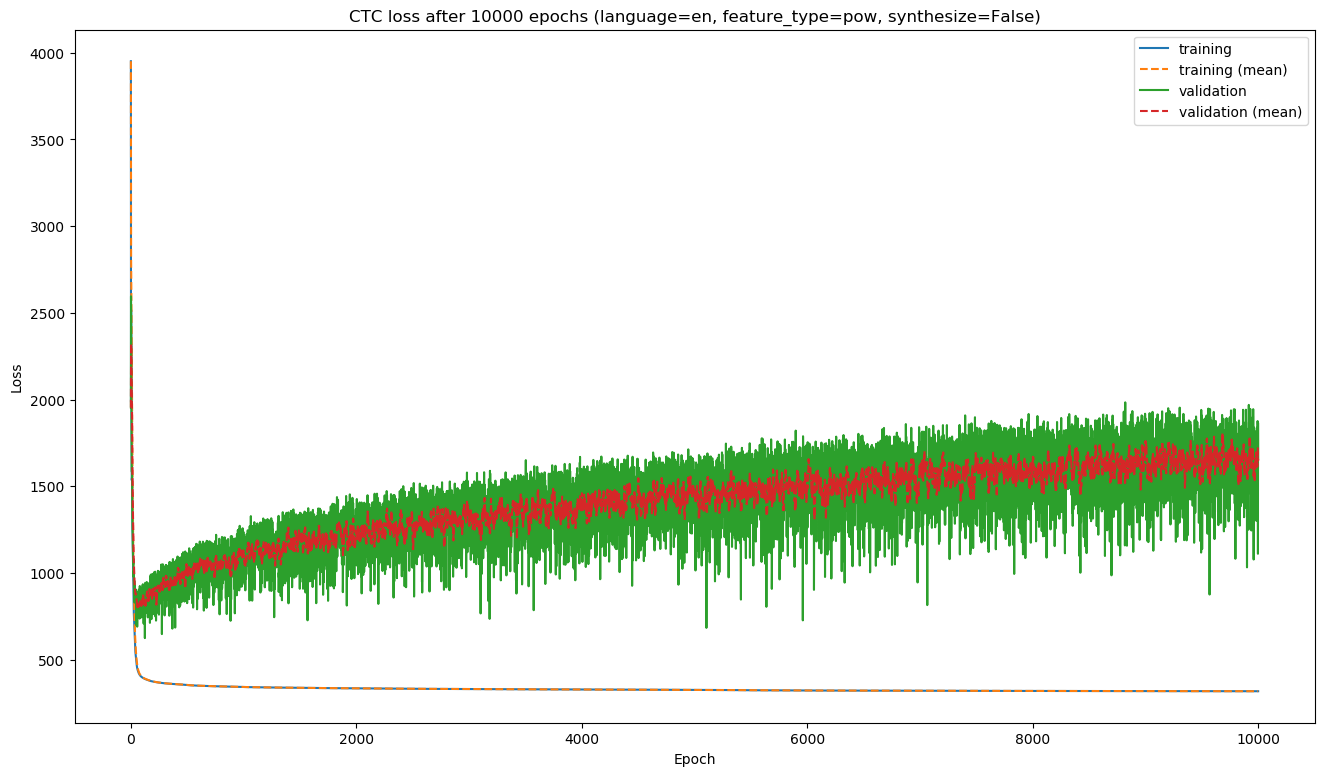 CTC loss after 10000 epochs (language=en, feature_type=pow, synthesize=False)
training
training (mean)
validation
validation (mean)
4000
3500
3000
2500
2000
1500
1000
500
Loss
0
2000
4000
6000
8000
10000
Epoch